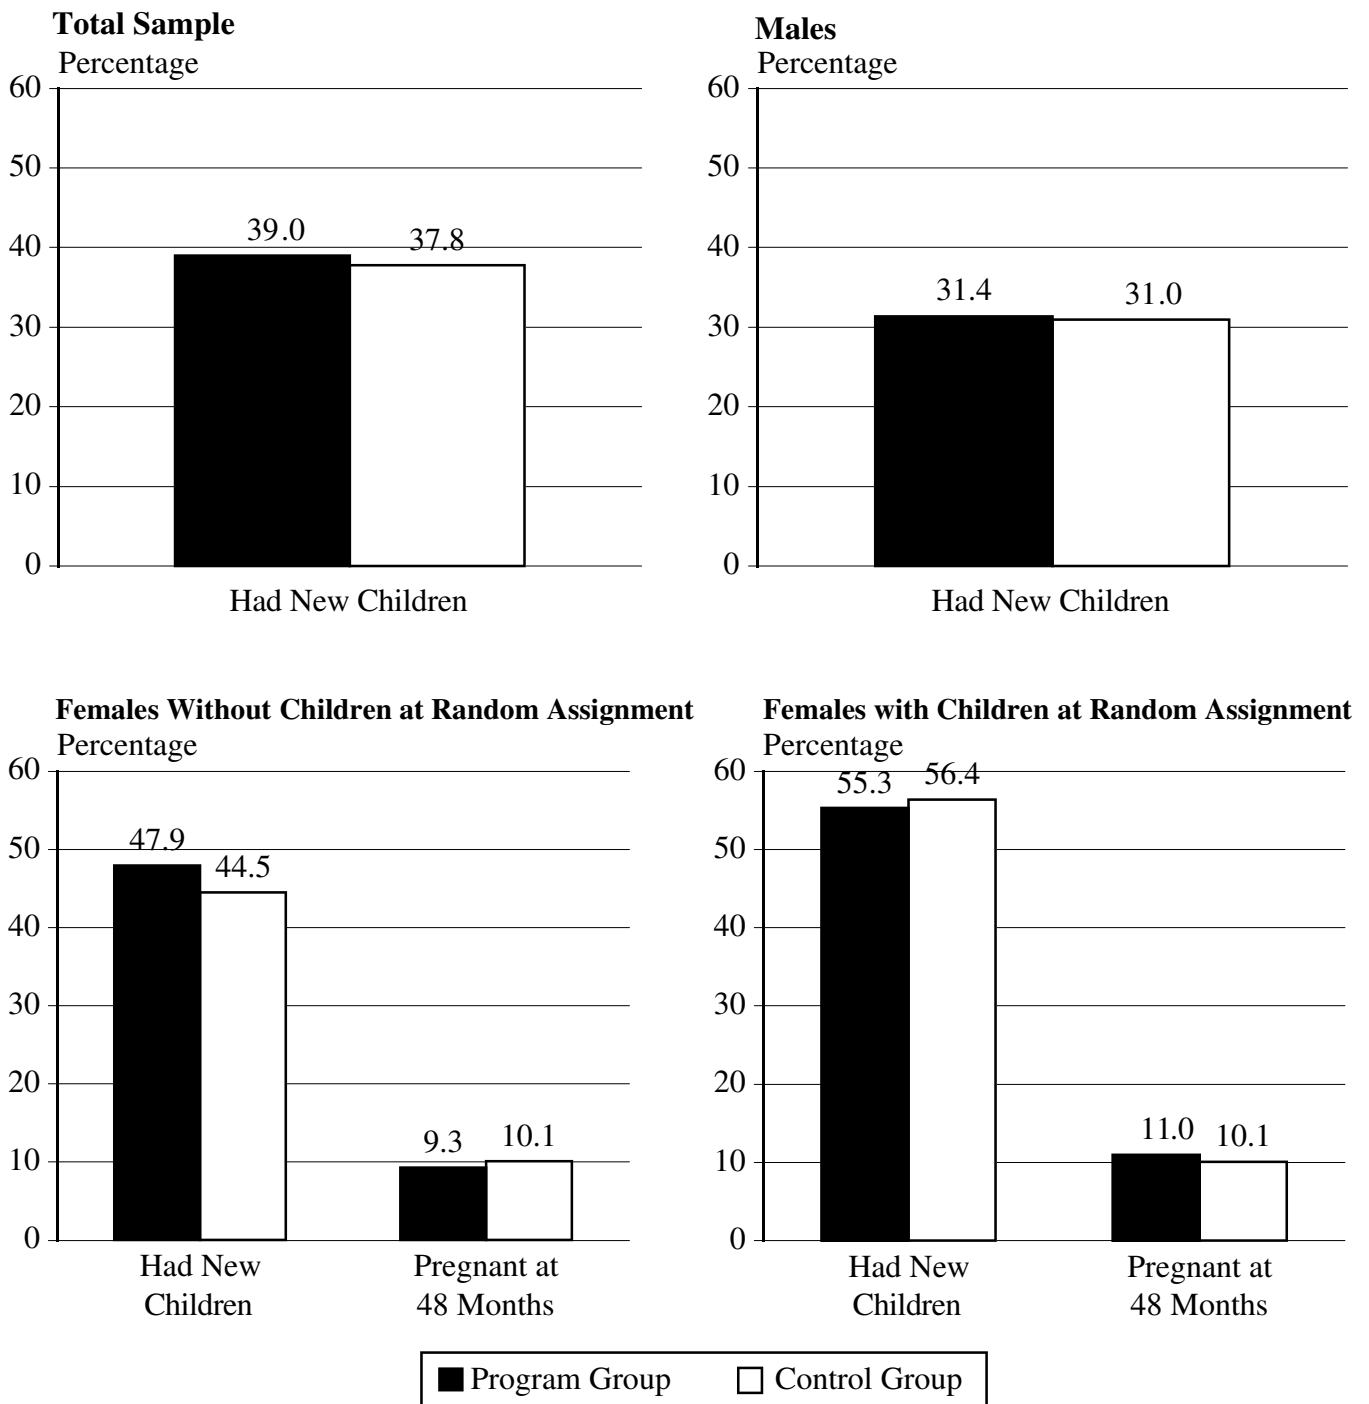 Total Sample
Percentage
60
50
40
30
20
10
0
39.0
37.8
Had New Children
Males
Percentage
60
50
40
30
20
10
0
31.4
31.0
Had New Children
Females Without Children at Random Assignment
Percentage
60
50
40
30
20
10
0
47.9
44.5
9.3
10.1
Had New
Children
Pregnant at
48 Months
Females with Children at Random Assignment
Percentage
60
50
40
30
20
10
0
55.3
56.4
11.0
10.1
Had New
Children
Pregnant at
48 Months
Program Group
Control Group